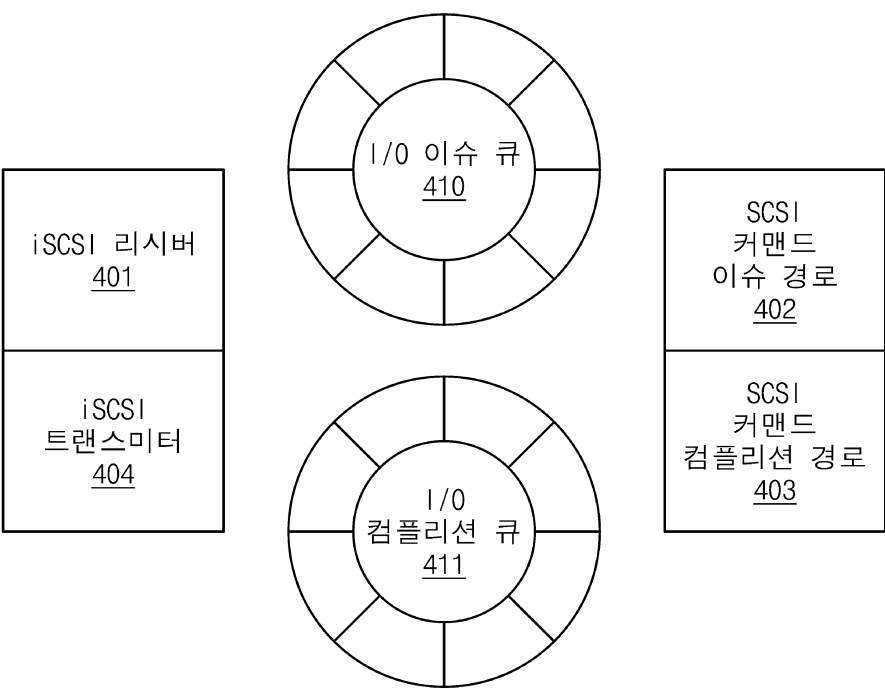 I/O 이슈 큐
410
iSCSI 리시버
401
SCSI
커맨드
이슈 경로
402
iSCSI
트랜스미터
404
SCSI
커맨드
컴플리션 경로
403
I/O
컴플리션 큐
411